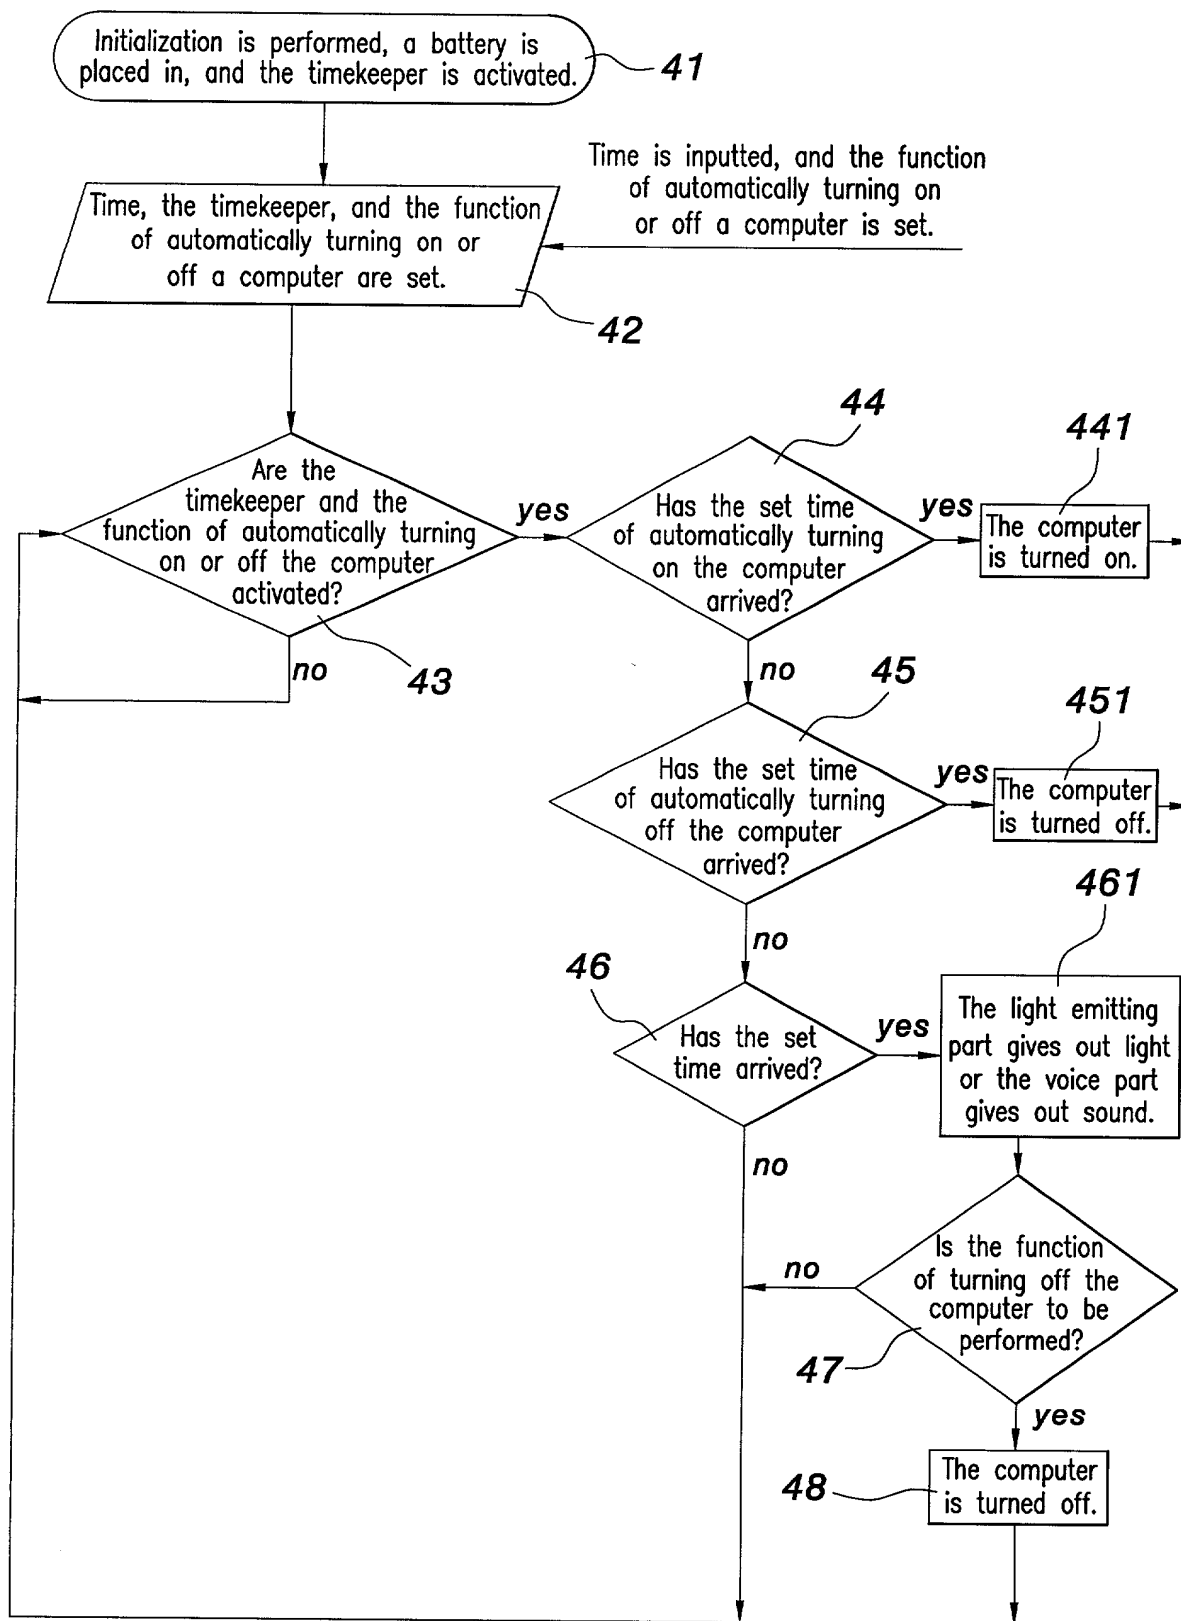 Initialization is performed, a battery is
placed in, and the timekeeper is activated.
41
Time is inputted, and the function
of automatically turning on
or off a computer is set.
Time, the timekeeper, and the function
of automatically turning on or
off a computer are set.
42
Are the
timekeeper and the
function of automatically turning
on or off the computer
activated?
43
yes
no
44
Has the set time
of automatically turning
on the computer
arrived?
yes
no
441
The computer
is turned on.
45
Has the set time
of automatically turning
off the computer
arrived?
yes
no
451
The computer
is turned off.
46
Has the set
time arrived?
yes
no
461
The light emitting
part gives out light
or the voice part
gives out sound.
Is the function
of turning off the
computer to be
performed?
47
no
yes
48
The computer
is turned off.